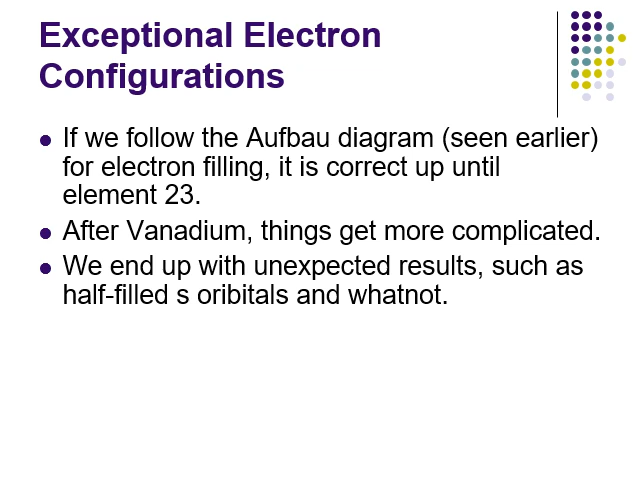 Exceptional Electron
Configurations
If we follow the Aufbau diagram (seen earlier)
for electron filling, it is correct up until
element 23.
After Vanadium, things get more complicated.
We end up with unexpected results, such as
half-filled s oribitals and whatnot.